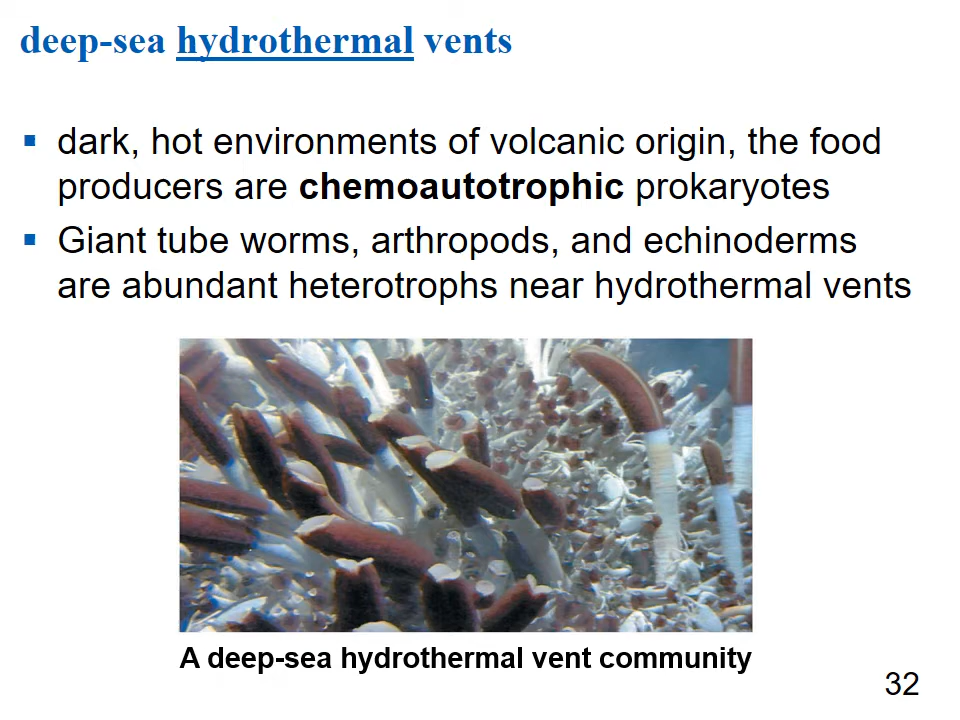 deep-sea hydrothermal vents
▪ dark, hot environments of volcanic origin, the food
producers are chemoautotrophic prokaryotes
▪ Giant tube worms, arthropods, and echinoderms
are abundant heterotrophs near hydrothermal vents
A deep-sea hydrothermal vent community
32